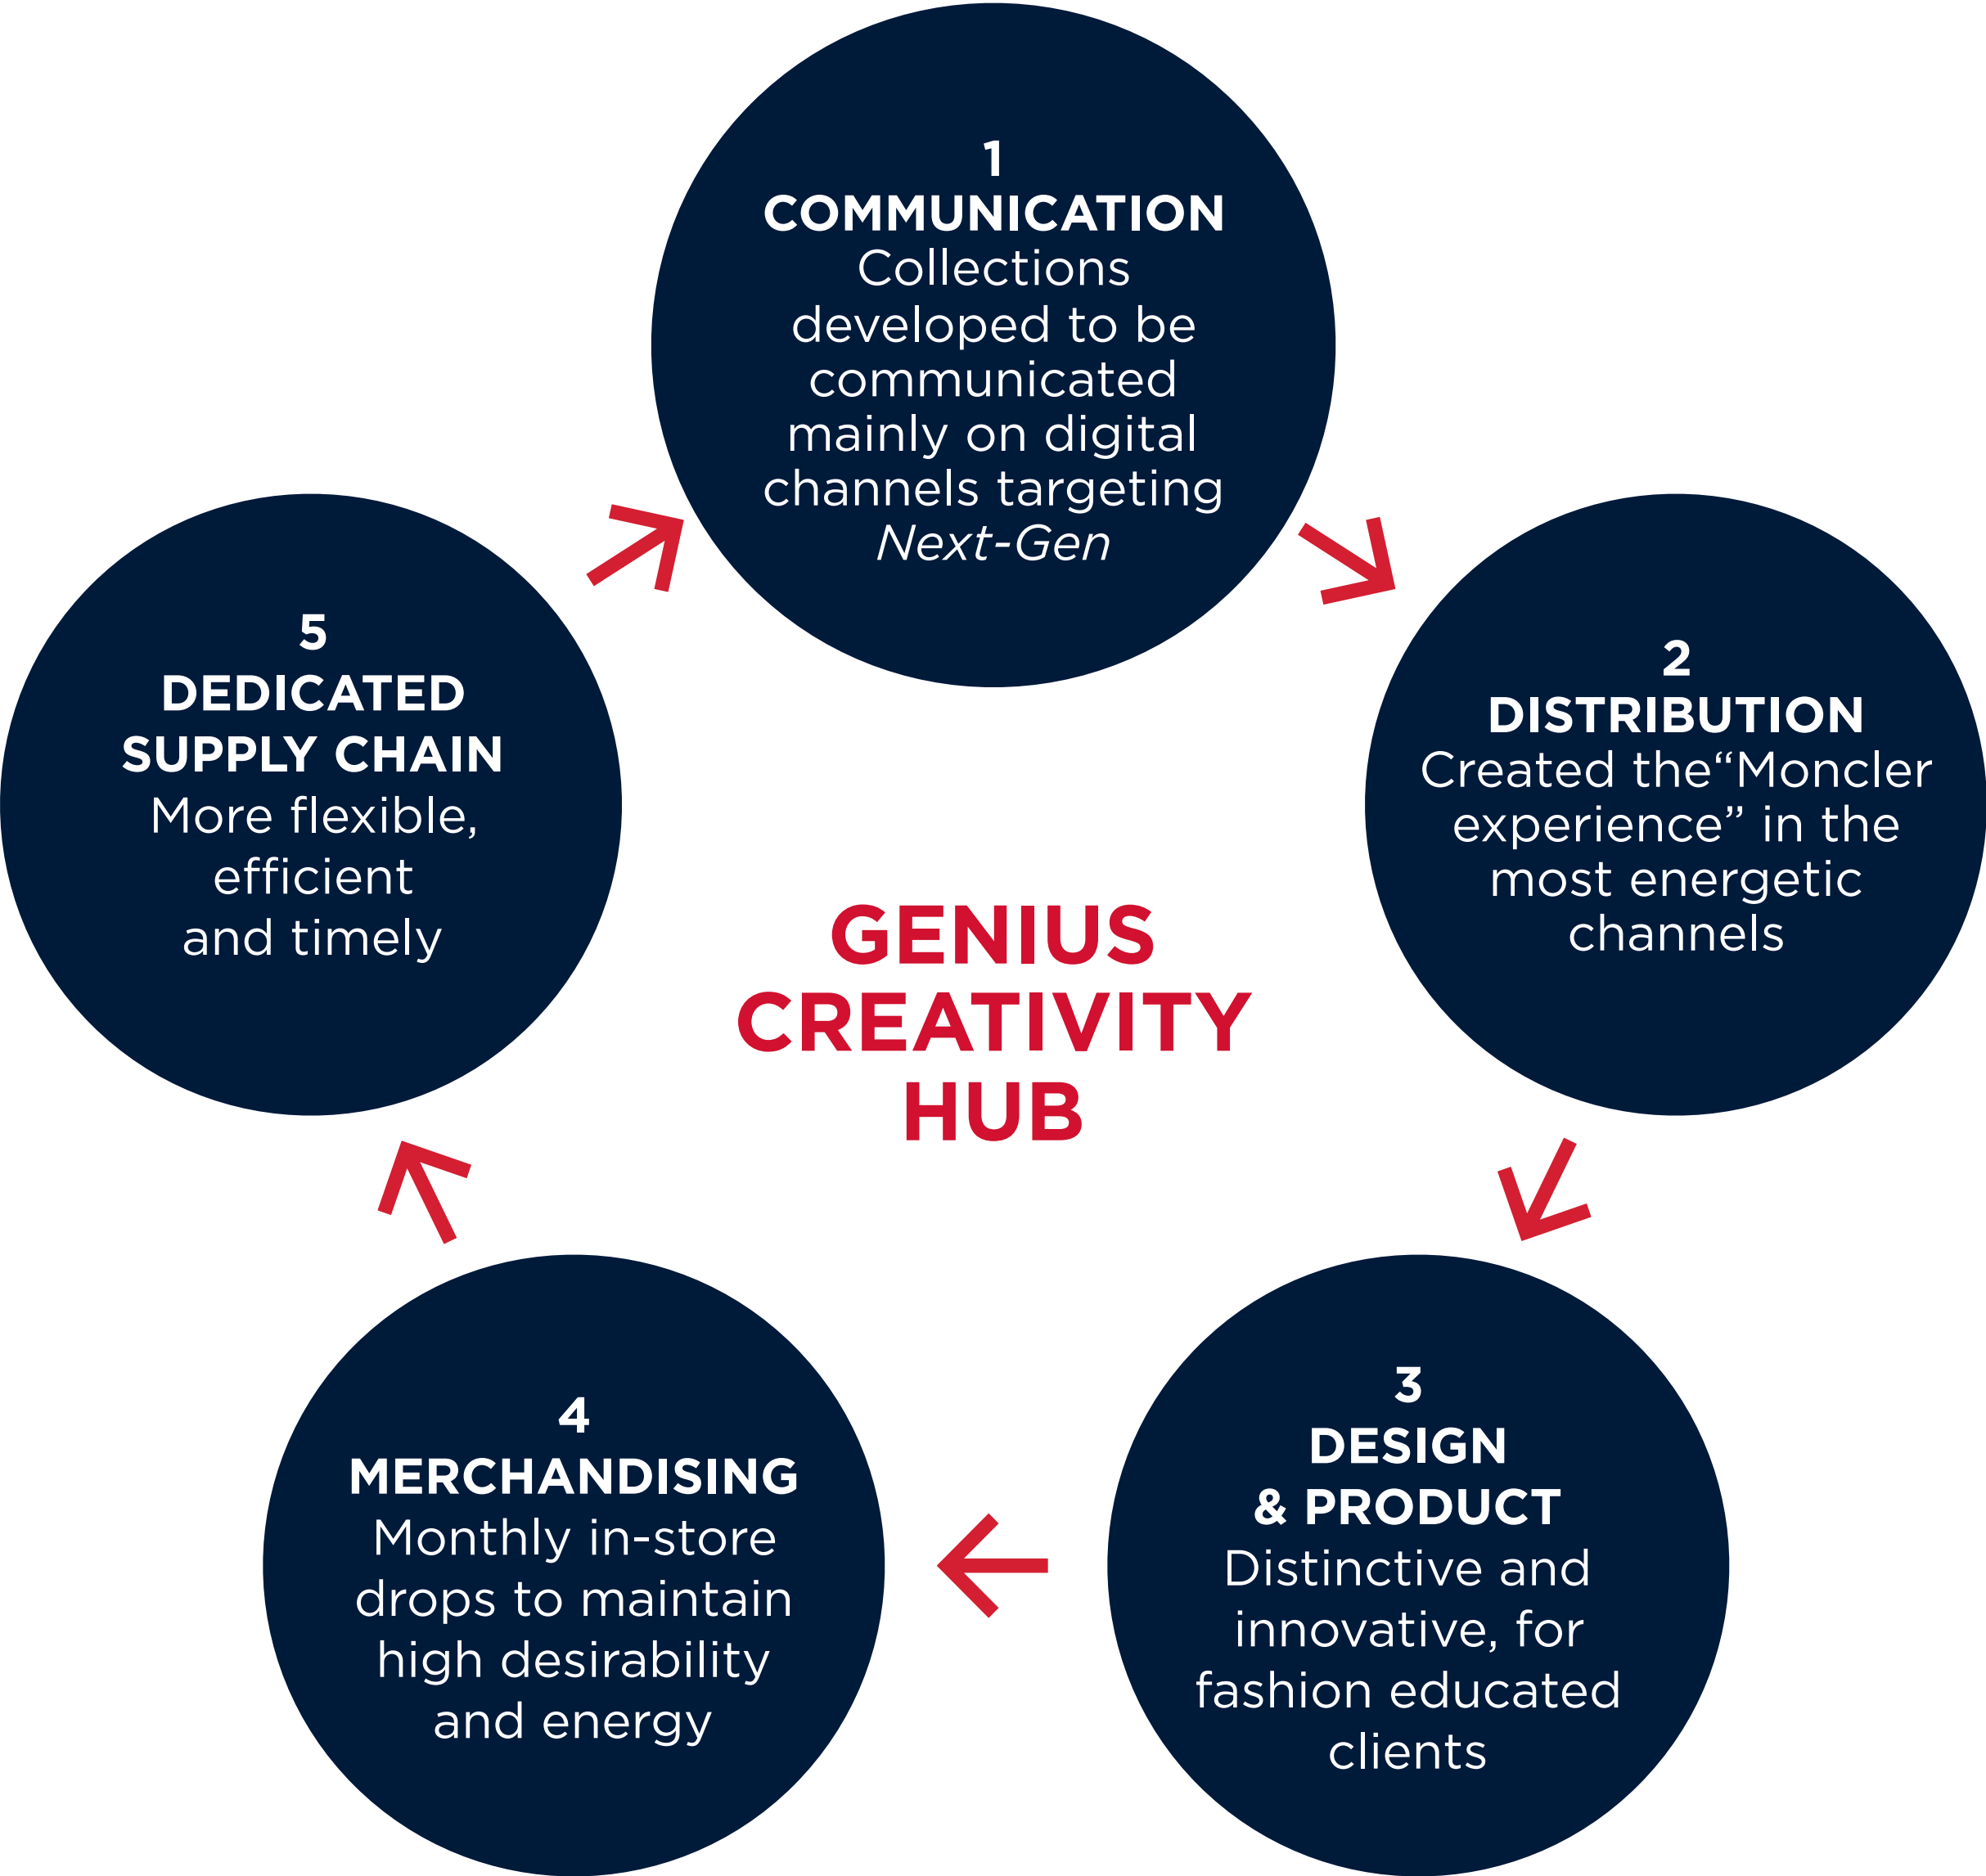 1
COMMUNICATION
Collections
developed to be
communicated
mainly on digital
channels targeting
Next-Gen
2
DISTRIBUTION
Created the“Moncler
experience” in the
most energetic
channels
3
DESIGN
& PRODUCT
Distinctive and
innovative, for
fashion educated
clients
4
MERCHANDISING
Monthly in-store
drops to maintain
high desirability
and energy
5
DEDICATED
SUPPLY CHAIN
More flexible,
efficient
and timely
GENIUS
CREATIVITY
HUB